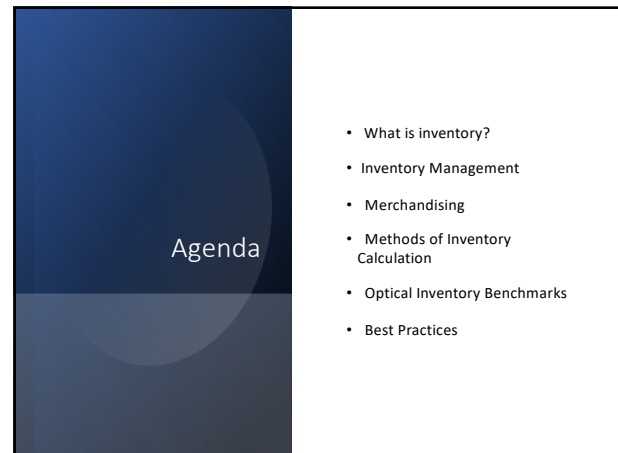 Agenda
• What is inventory?
• Inventory Management
• Merchandising
• Methods of Inventory
Calculation
• Optical Inventory Benchmarks
• Best Practices